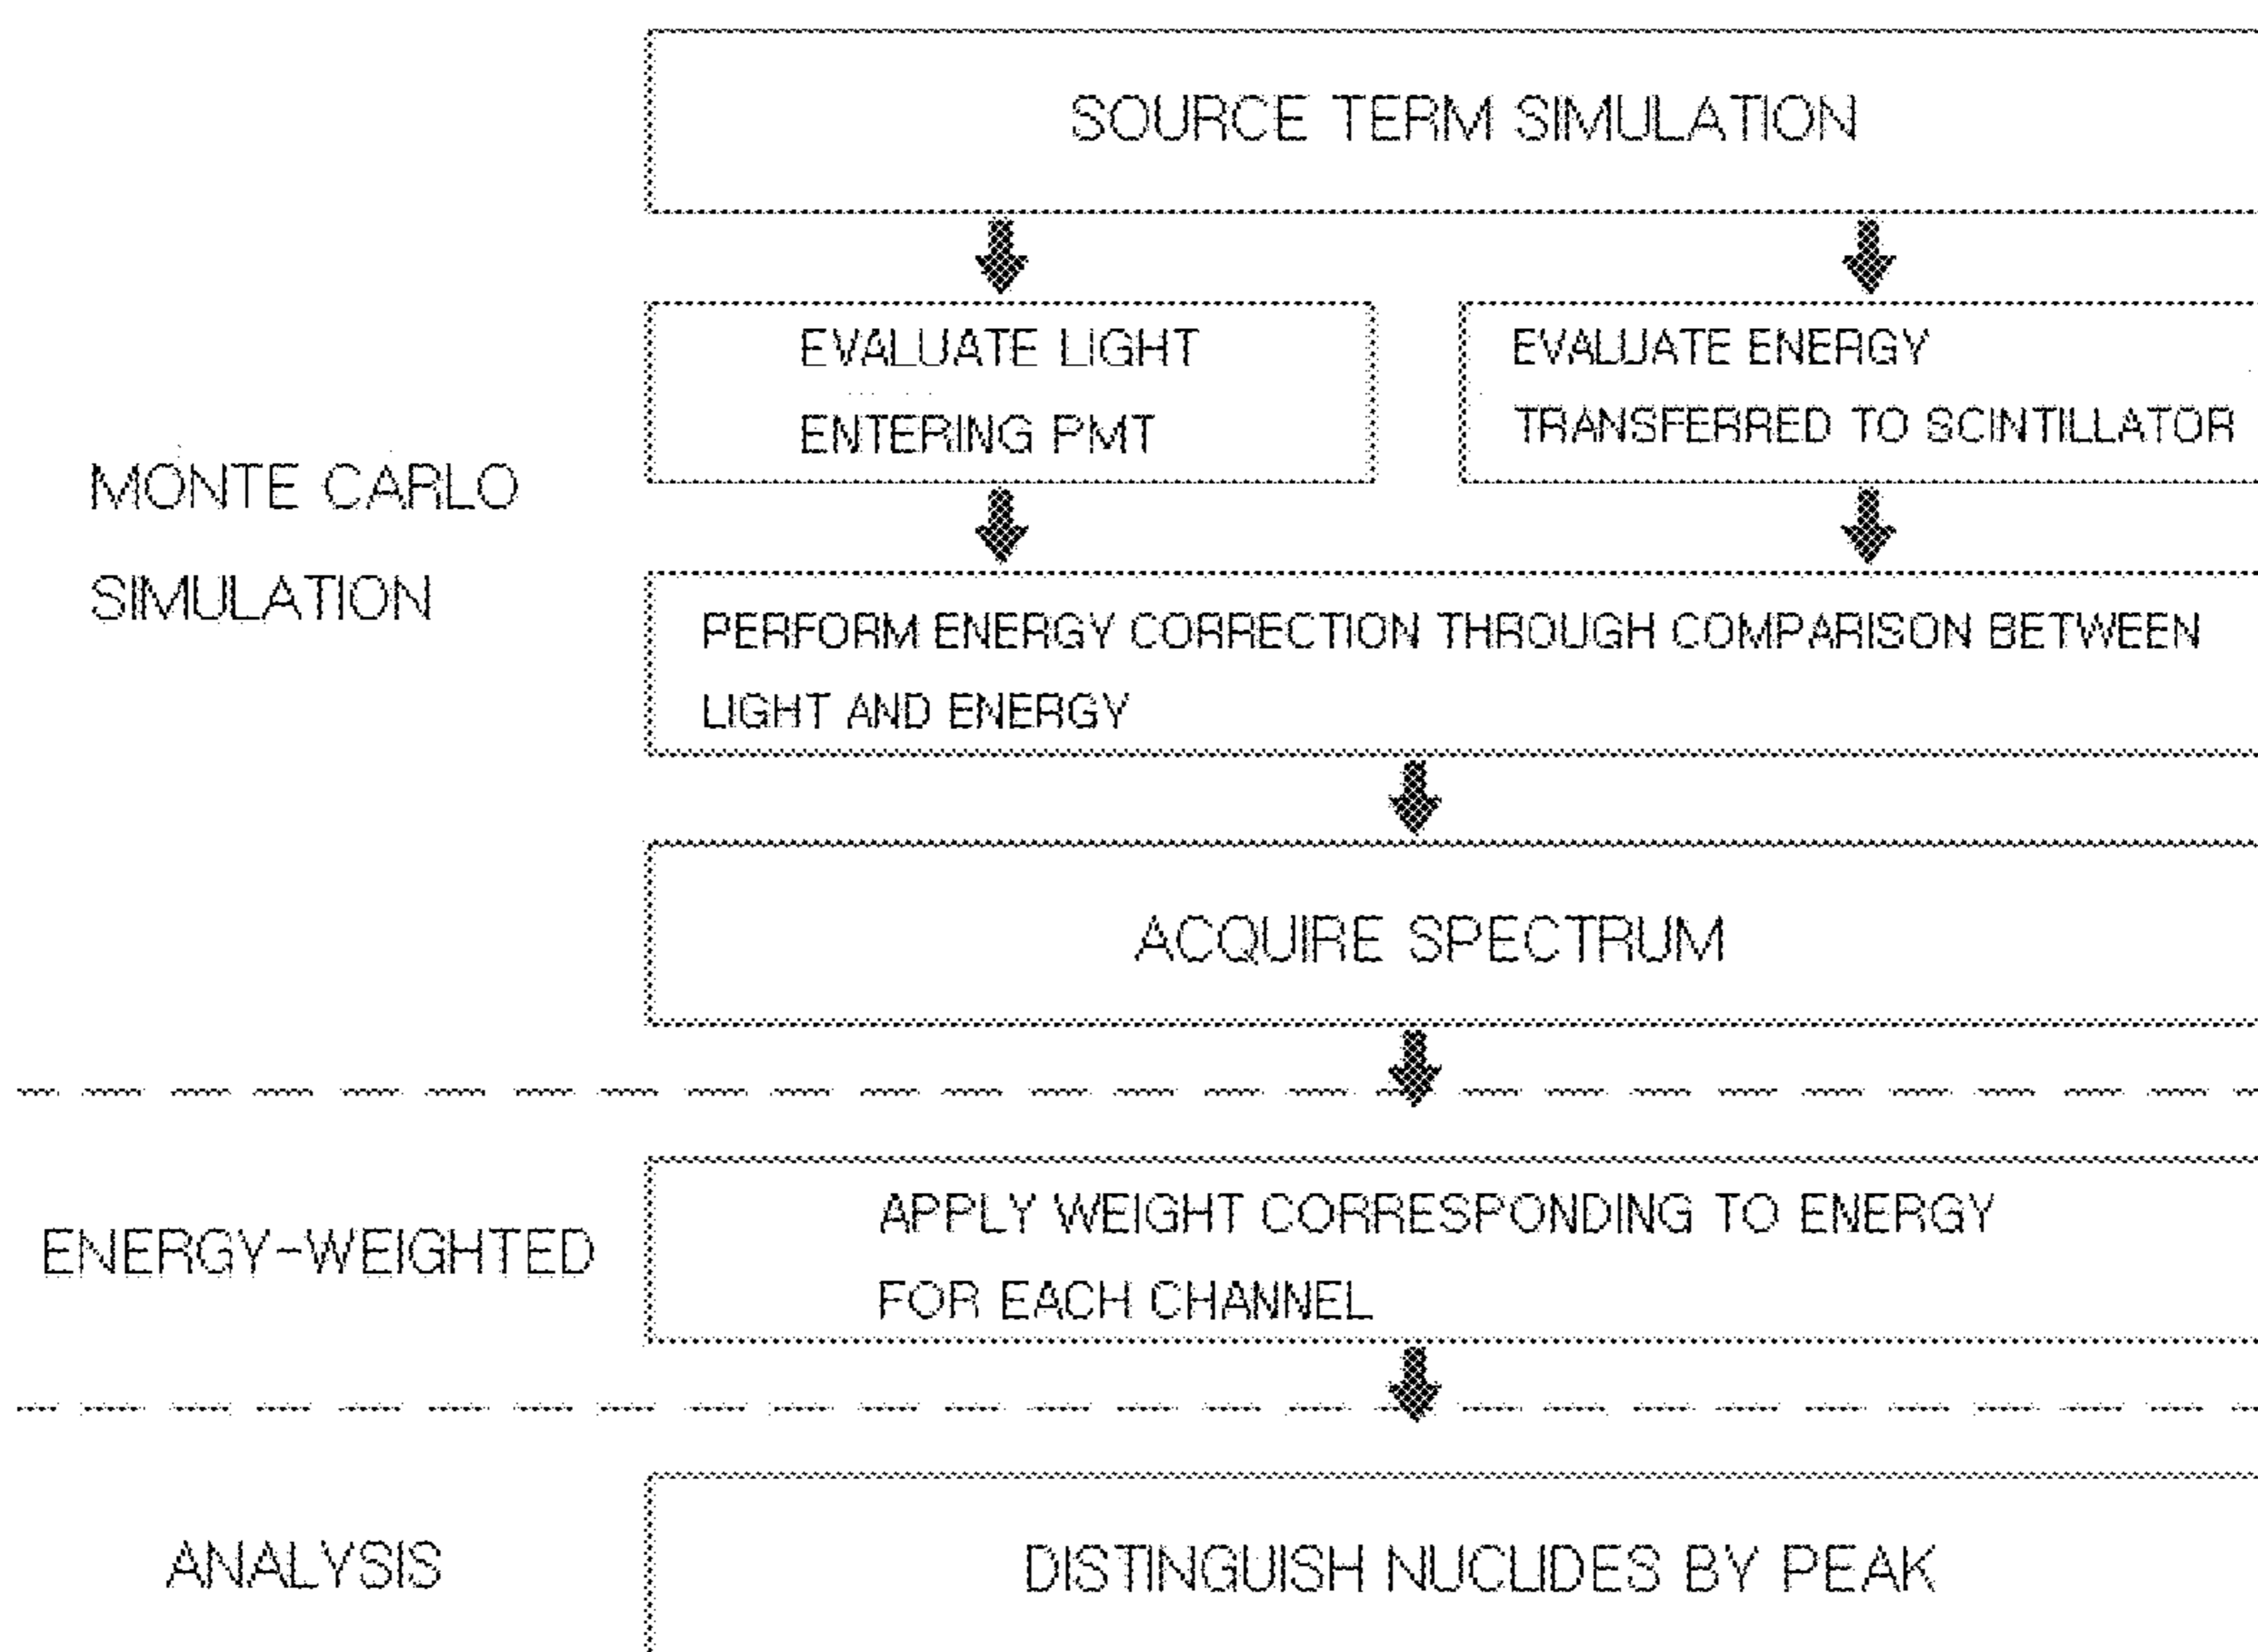 SOURCE TERM SIMULATION
EVALUATE LIGHT
ENTERING PMT
EVALUATE ENERGY
TRANSFERRED TO SCINTILLATOR
MONTE CARLO
SIMULATION
PERFORM ENERGY CORRECTION THROUGH COMPARISON BETWEEN
LIGHT AND ENERGY
ACQUIRE SPECTRUM
ENERGY-WEIGHTED
APPLY WEIGHT CORRESPONDING TO ENERGY
FOR EACH CHANNEL
ANALYSIS
DISTINGUISH NUCLIDES BY PEAK